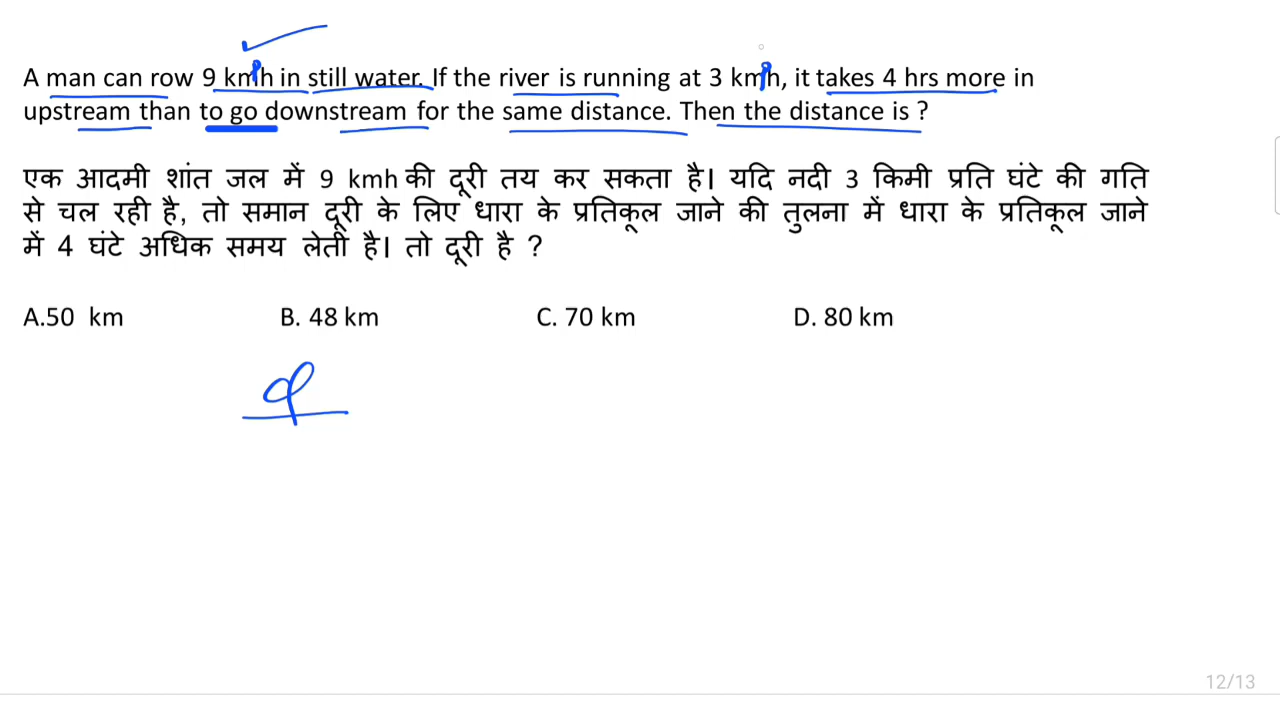 A man can row 9 kmh in still water. If the river is running at 3 kmh, it takes 4 hrs more in
upstream than to go downstream for the same distance. Then the distance is ?
एक आदमी शांत जल में 9 kmh की दूरी तय कर सकता है। यदि नदी 3 किमी प्रति घंटे की गति
से चल रही है, तो समान दूरी के लिए धारा के प्रतिकूल जाने की तुलना में धारा के प्रतिकूल जाने
में 4 घंटे अधिक समय लेती है। तो दूरी है ?
A.50 km B. 48 km C. 70 km D. 80 km
12/13